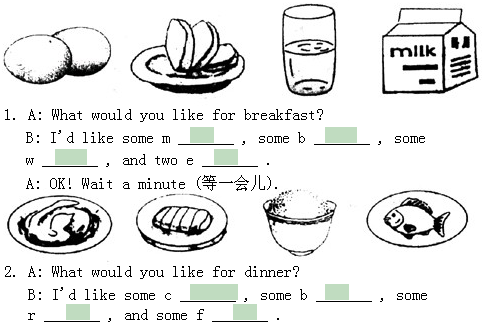 milk
1. A: What would you like for breakfast?
B: I'd like some m ______ , some b ______ , some
w ______ , and two e ______ .
A: OK! Wait a minute (等一会儿).
2. A: What would you like for dinner?
B: I'd like some c ______ , some b ______ , some
r ______ , and some f ______ .